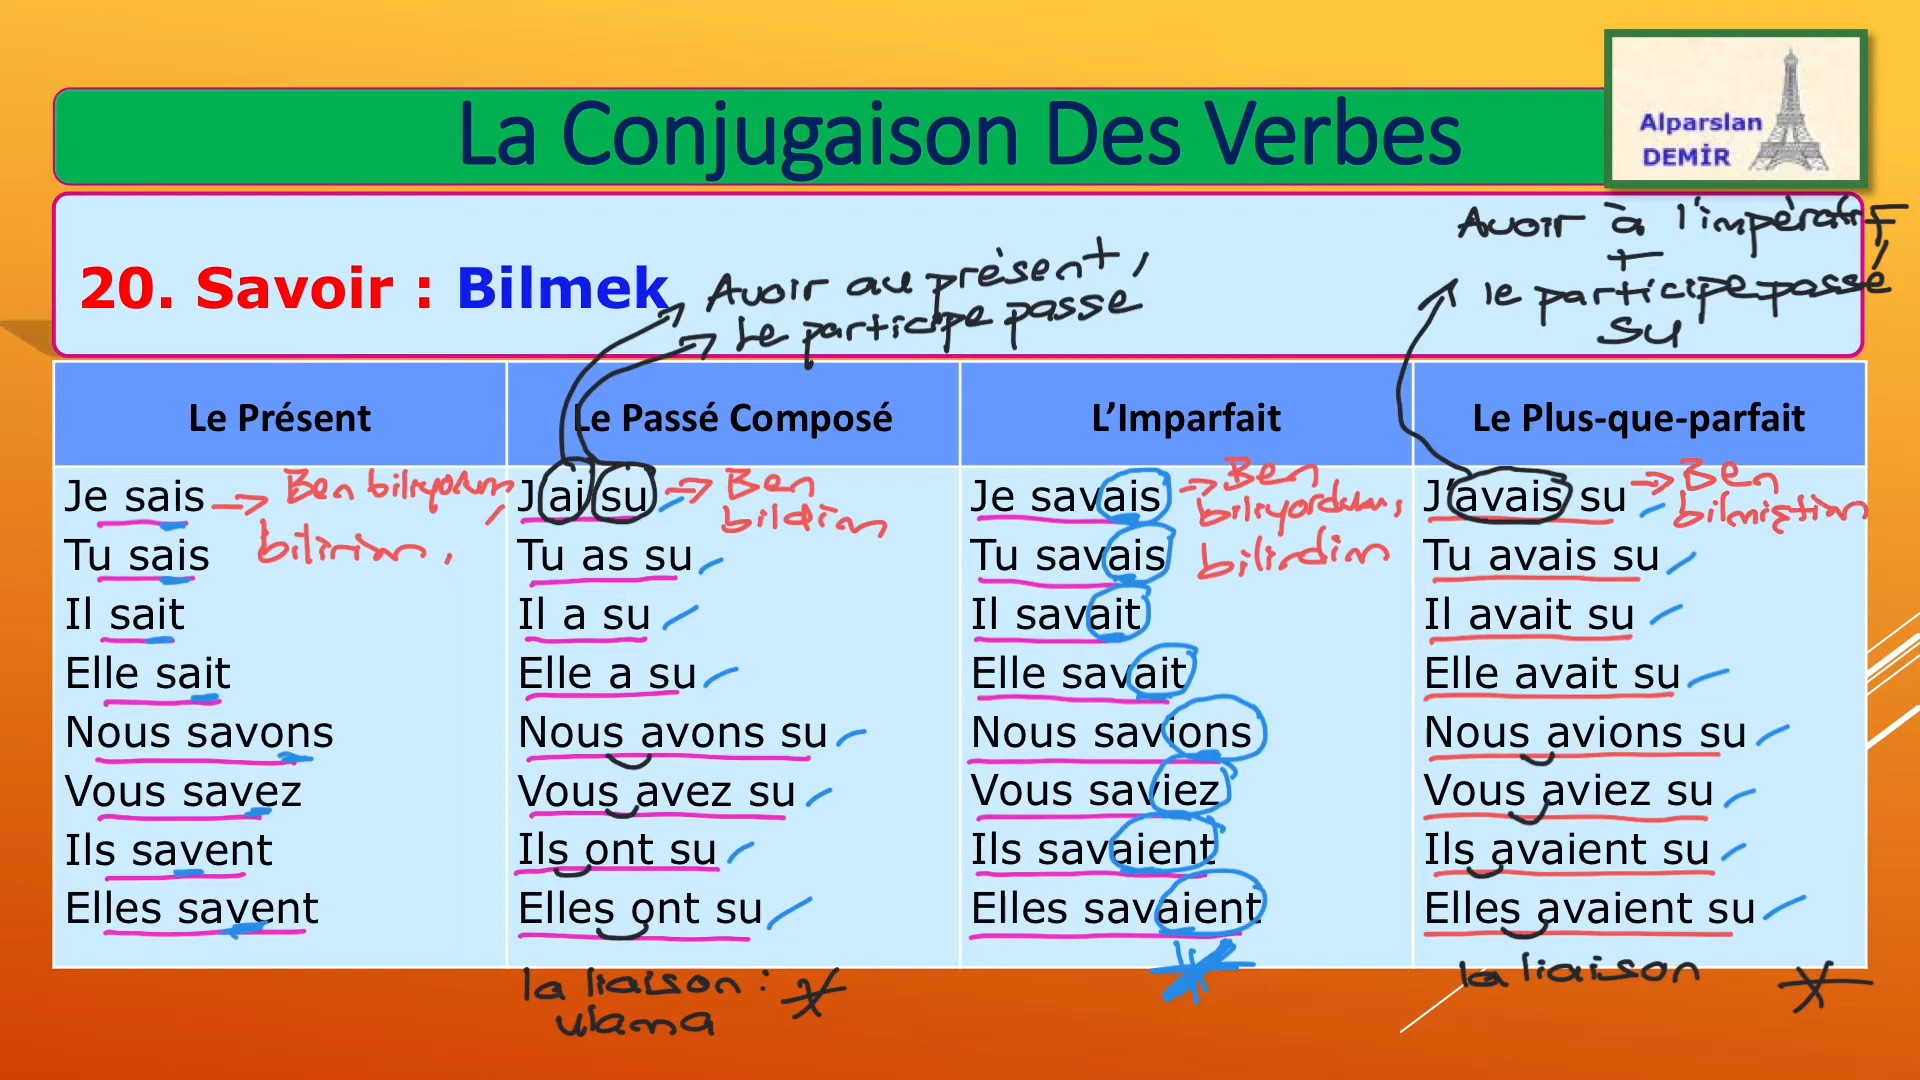 La Conjugaison Des Verbes
Alparslan
DEMİR
20. Savoir : Bilmek
Avoir au présent,
Le participe passe
Avoir à l'impératif
+
le participe passé
su
Le Présent
Le Passé Composé
L’Imparfait
Le Plus-que-parfait
Je sais
Ben biliyorum,
bilirim,
Tu sais
Il sait
Elle sait
Nous savons
Vous savez
Ils savent
Elles savent
J'ai su
Ben
bildim
Tu as su
Il a su
Elle a su
Nous avons su
Vous avez su
Ils ont su
Elles ont su
la liaison :
ulama
Je savais
Ben
biliyordum,
bilirdim
Tu savais
Il savait
Elle savait
Nous savions
Vous saviez
Ils savaient
Elles savaient
J’avais su
Ben
bilmiştim
Tu avais su
Il avait su
Elle avait su
Nous avions su
Vous aviez su
Ils avaient su
Elles avaient su
la liaison